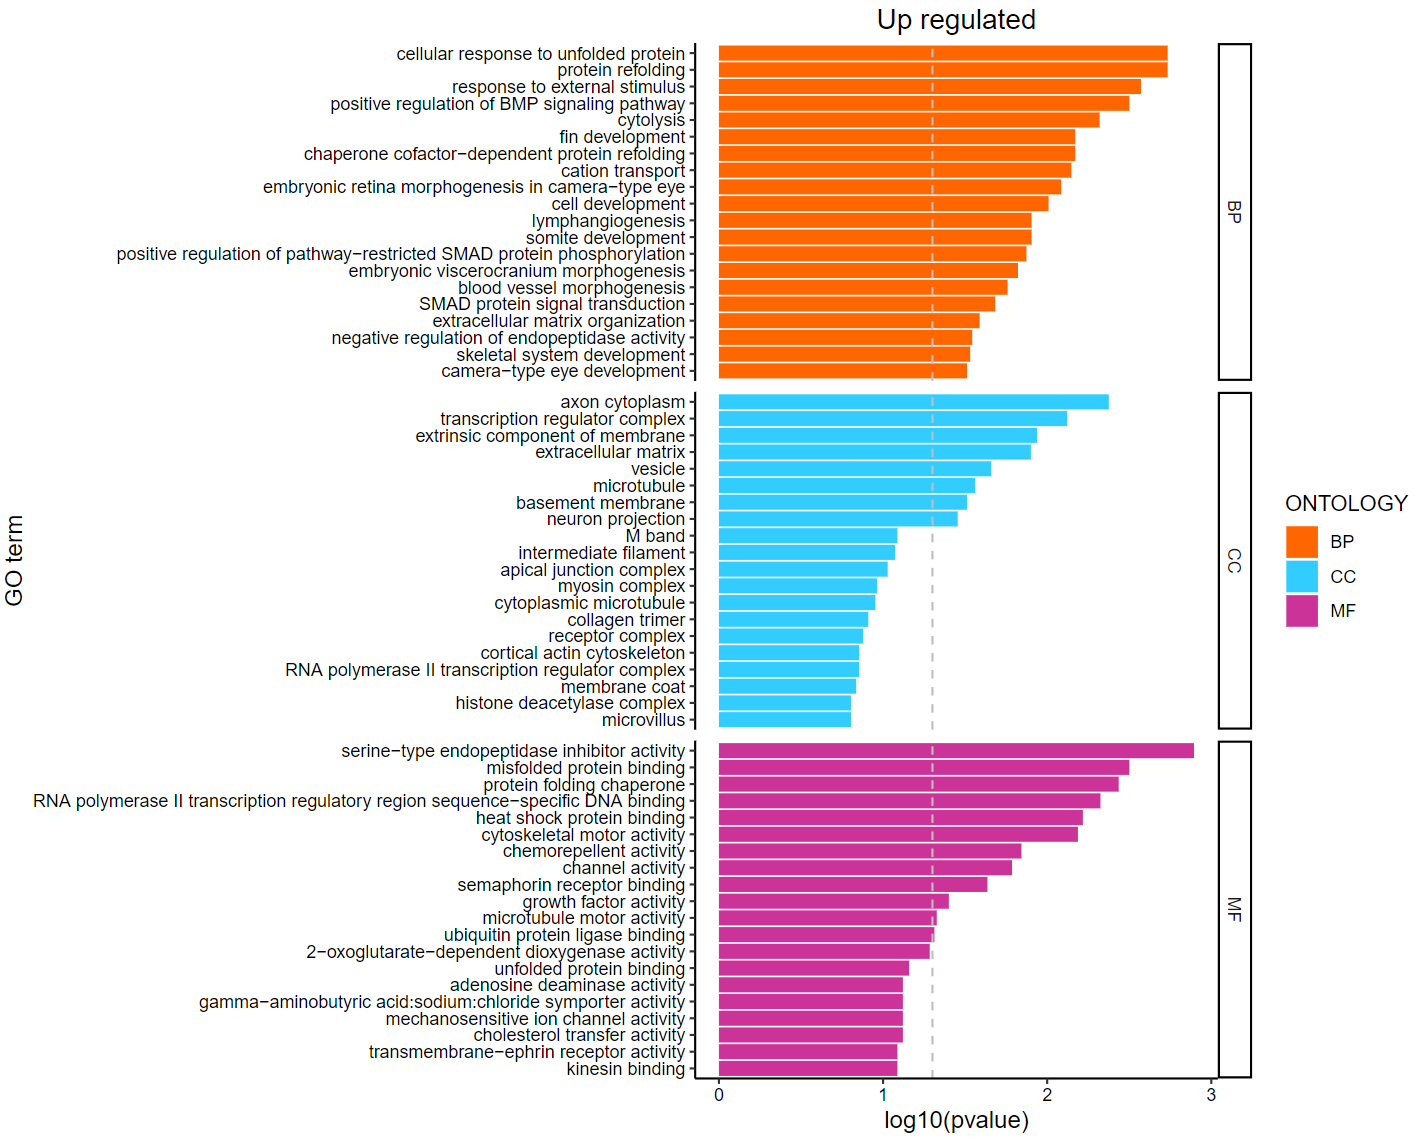 Up regulated
cellular response to unfolded protein
protein refolding
response to external stimulus
positive regulation of BMP signaling pathway
cytolysis
fin development
chaperone cofactor−dependent protein refolding
cation transport
embryonic retina morphogenesis in camera−type eye
cell development
lymphangiogenesis
somite development
positive regulation of pathway−restricted SMAD protein phosphorylation
embryonic viscerocranium morphogenesis
blood vessel morphogenesis
SMAD protein signal transduction
extracellular matrix organization
negative regulation of endopeptidase activity
skeletal system development
camera−type eye development
BP
axon cytoplasm
transcription regulator complex
extrinsic component of membrane
extracellular matrix
vesicle
microtubule
basement membrane
neuron projection
M band
intermediate filament
apical junction complex
myosin complex
cytoplasmic microtubule
collagen trimer
receptor complex
cortical actin cytoskeleton
RNA polymerase II transcription regulator complex
membrane coat
histone deacetylase complex
microvillus
CC
serine−type endopeptidase inhibitor activity
misfolded protein binding
protein folding chaperone
RNA polymerase II transcription regulatory region sequence−specific DNA binding
heat shock protein binding
cytoskeletal motor activity
chemorepellent activity
channel activity
semaphorin receptor binding
growth factor activity
microtubule motor activity
ubiquitin protein ligase binding
2−oxoglutarate−dependent dioxygenase activity
unfolded protein binding
adenosine deaminase activity
gamma−aminobutyric acid:sodium:chloride symporter activity
mechanosensitive ion channel activity
cholesterol transfer activity
transmembrane−ephrin receptor activity
kinesin binding
MF
0 1 2 3
log10(pvalue)
GO term
ONTOLOGY
BP
CC
MF